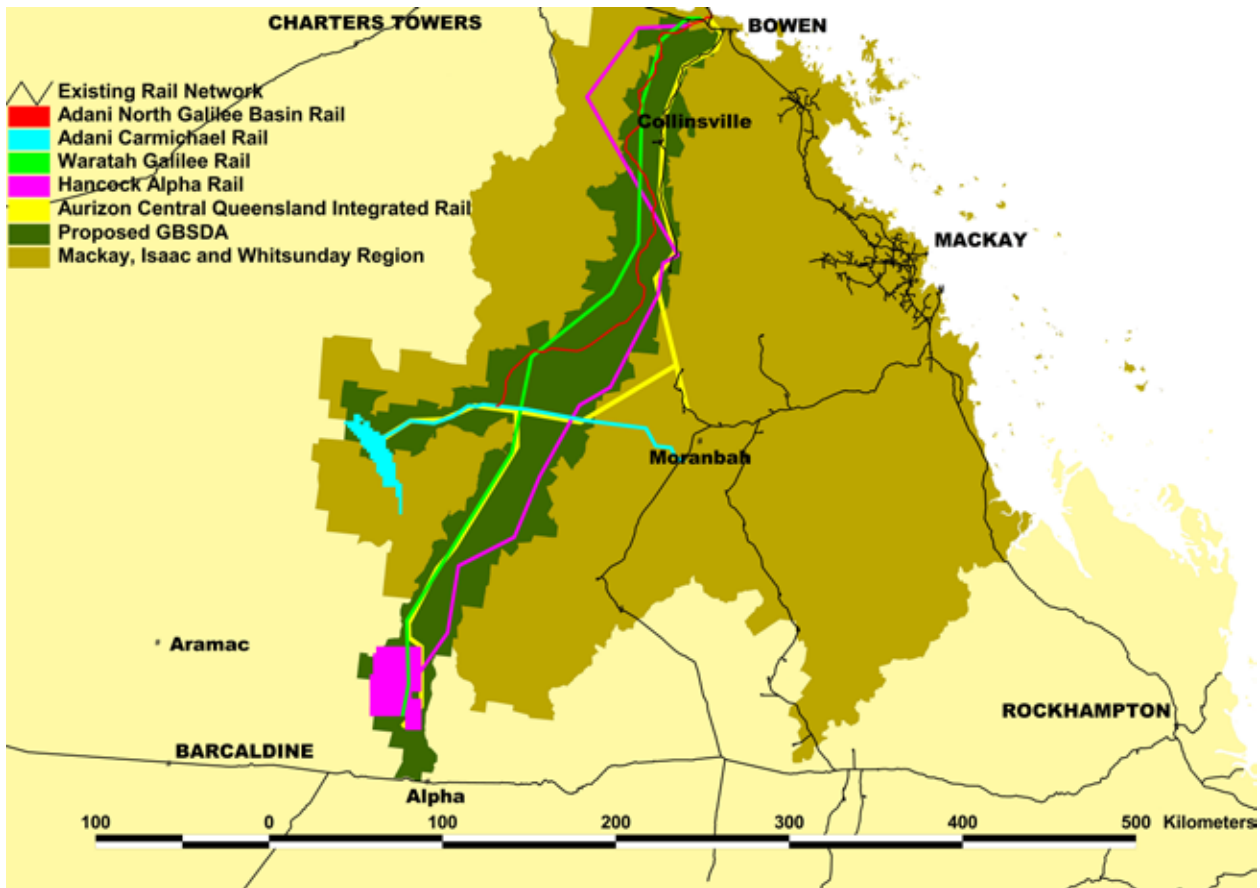 CHARTERS TOWERS
BOWEN
Existing Rail Network
Adani North Galilee Basin Rail
Adani Carmichael Rail
Waratah Galilee Rail
Hancock Alpha Rail
Aurizon Central Queensland Integrated Rail
Proposed GBSDA
Mackay, Isaac and Whitsunday Region
Collinsville
MACKAY
Moranbah
Aramac
ROCKHAMPTON
BARCALDINE
Alpha
100 0 100 200 300 400 500 Kilometers